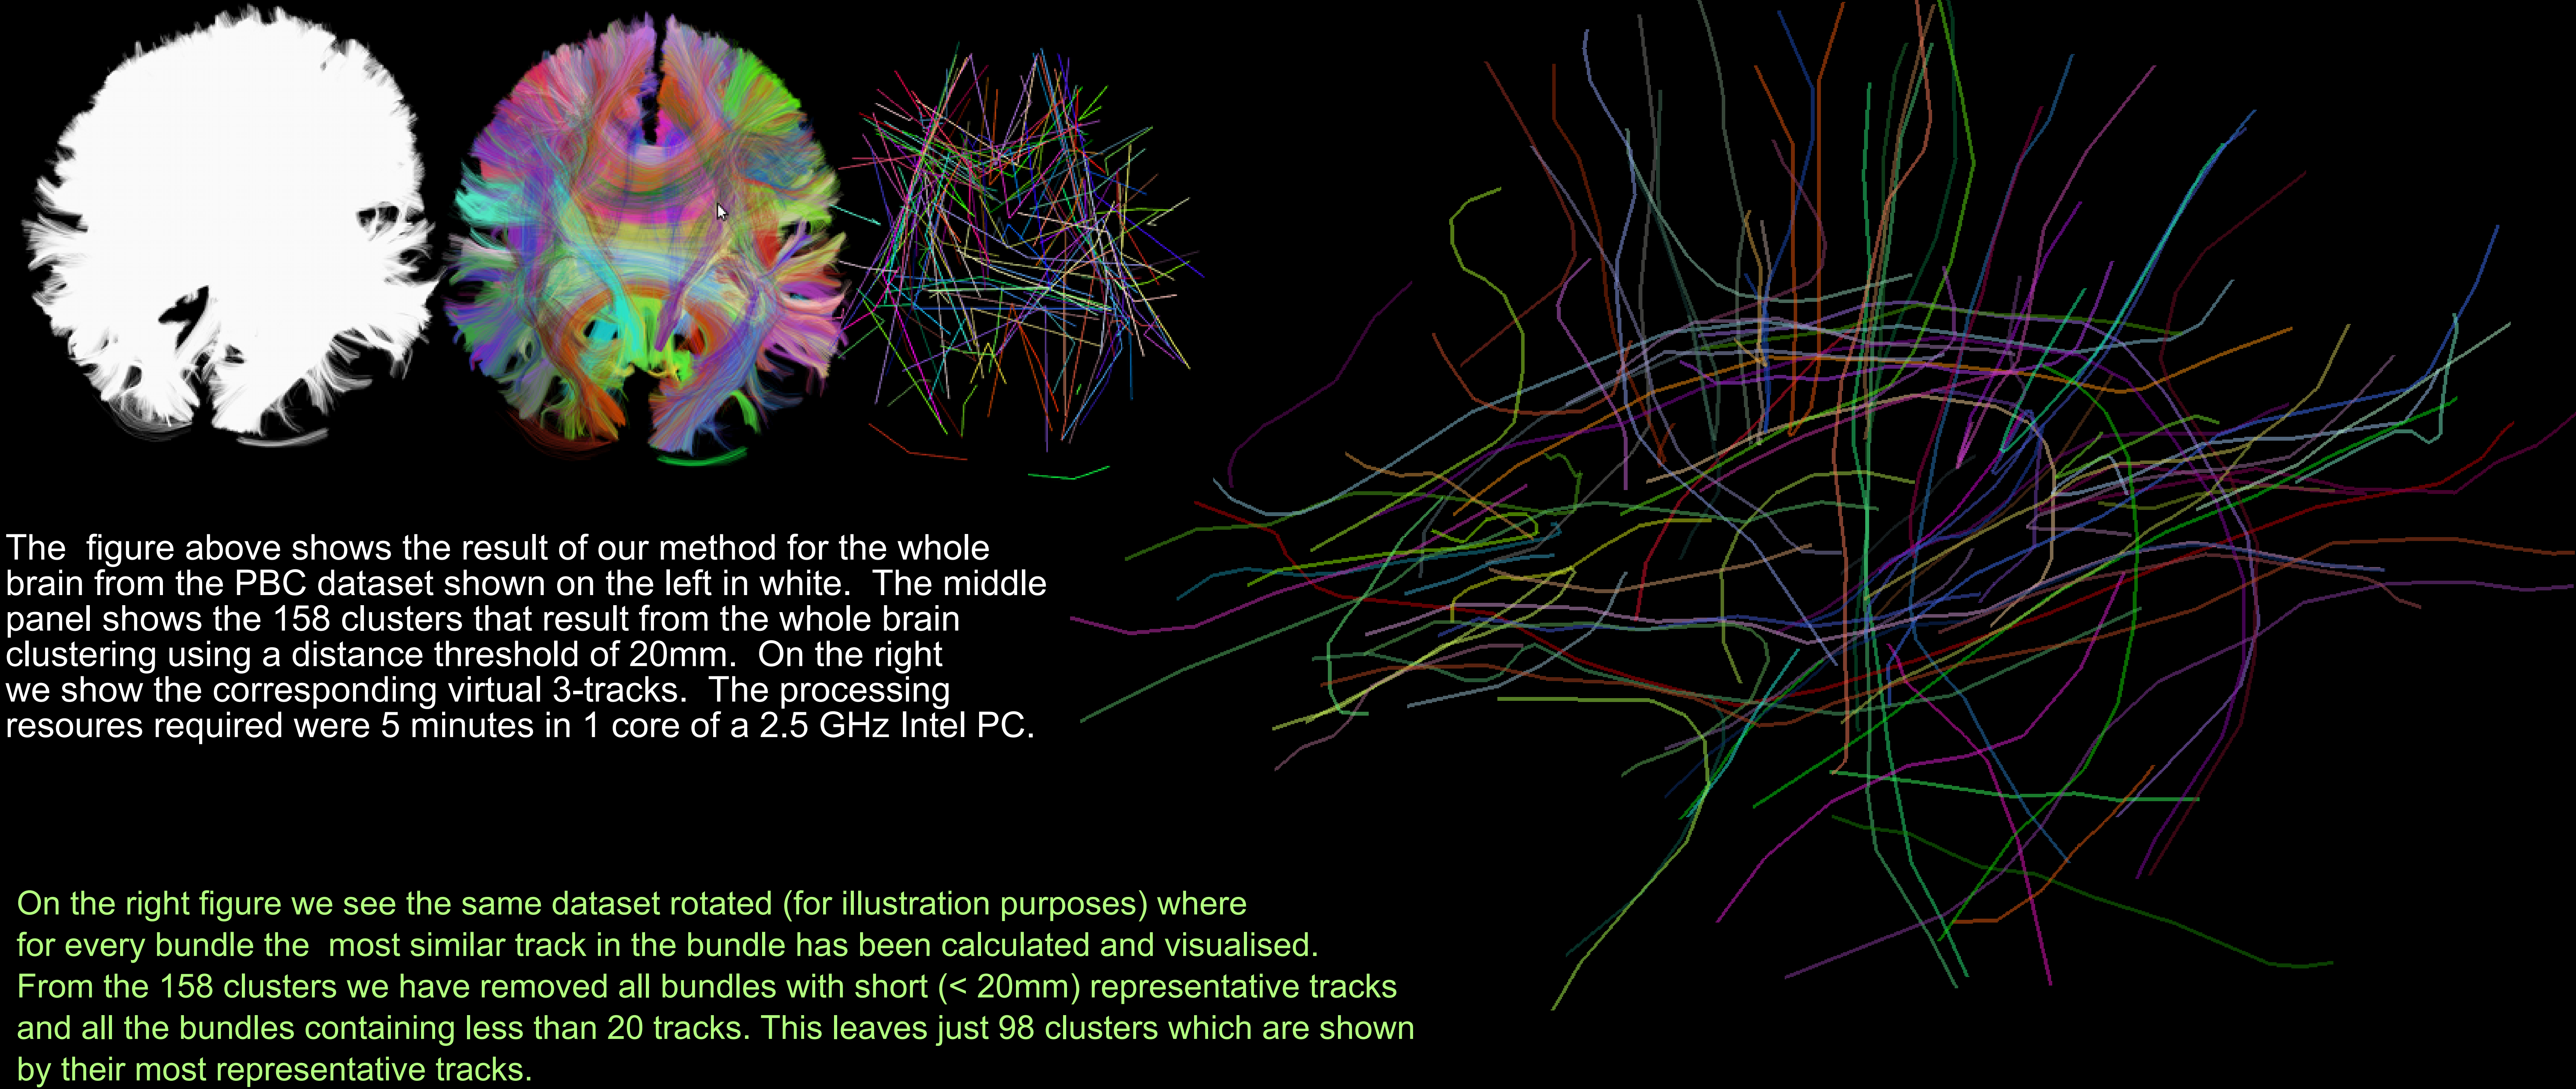 The  figure above shows the result of our method for the whole
brain from the PBC dataset shown on the left in white.  The middle
panel shows the 158 clusters that result from the whole brain
clustering using a distance threshold of 20mm.  On the right
we show the corresponding virtual 3-tracks.  The processing
resoures required were 5 minutes in 1 core of a 2.5 GHz Intel PC.
On the right figure we see the same dataset rotated (for illustration purposes) where
for every bundle the  most similar track in the bundle has been calculated and visualised.
From the 158 clusters we have removed all bundles with short (< 20mm) representative tracks
and all the bundles containing less than 20 tracks. This leaves just 98 clusters which are shown
by their most representative tracks.